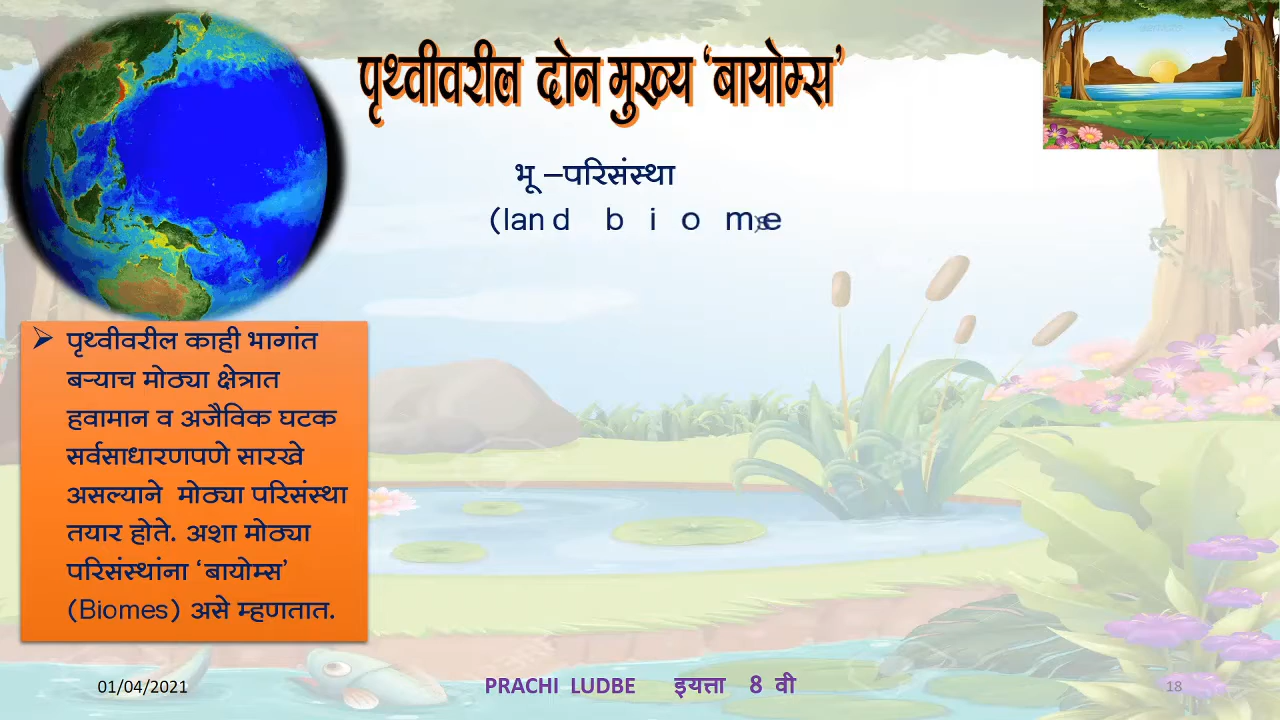 पृथ्वीवरील दोन मुख्य ‘बायोम्स’
भू –परिसंस्था
(land biome
➢ पृथ्वीवरील काही भागांत
बऱ्याच मोठ्या क्षेत्रात
हवामान व अजैविक घटक
सर्वसाधारणपणे सारखे
असल्याने मोठ्या परिसंस्था
तयार होते. अशा मोठ्या
परिसंस्थांना ‘बायोम्स’
(Biomes) असे म्हणतात.
01/04/2021
PRACHI LUDBE इयत्ता 8 वी
18